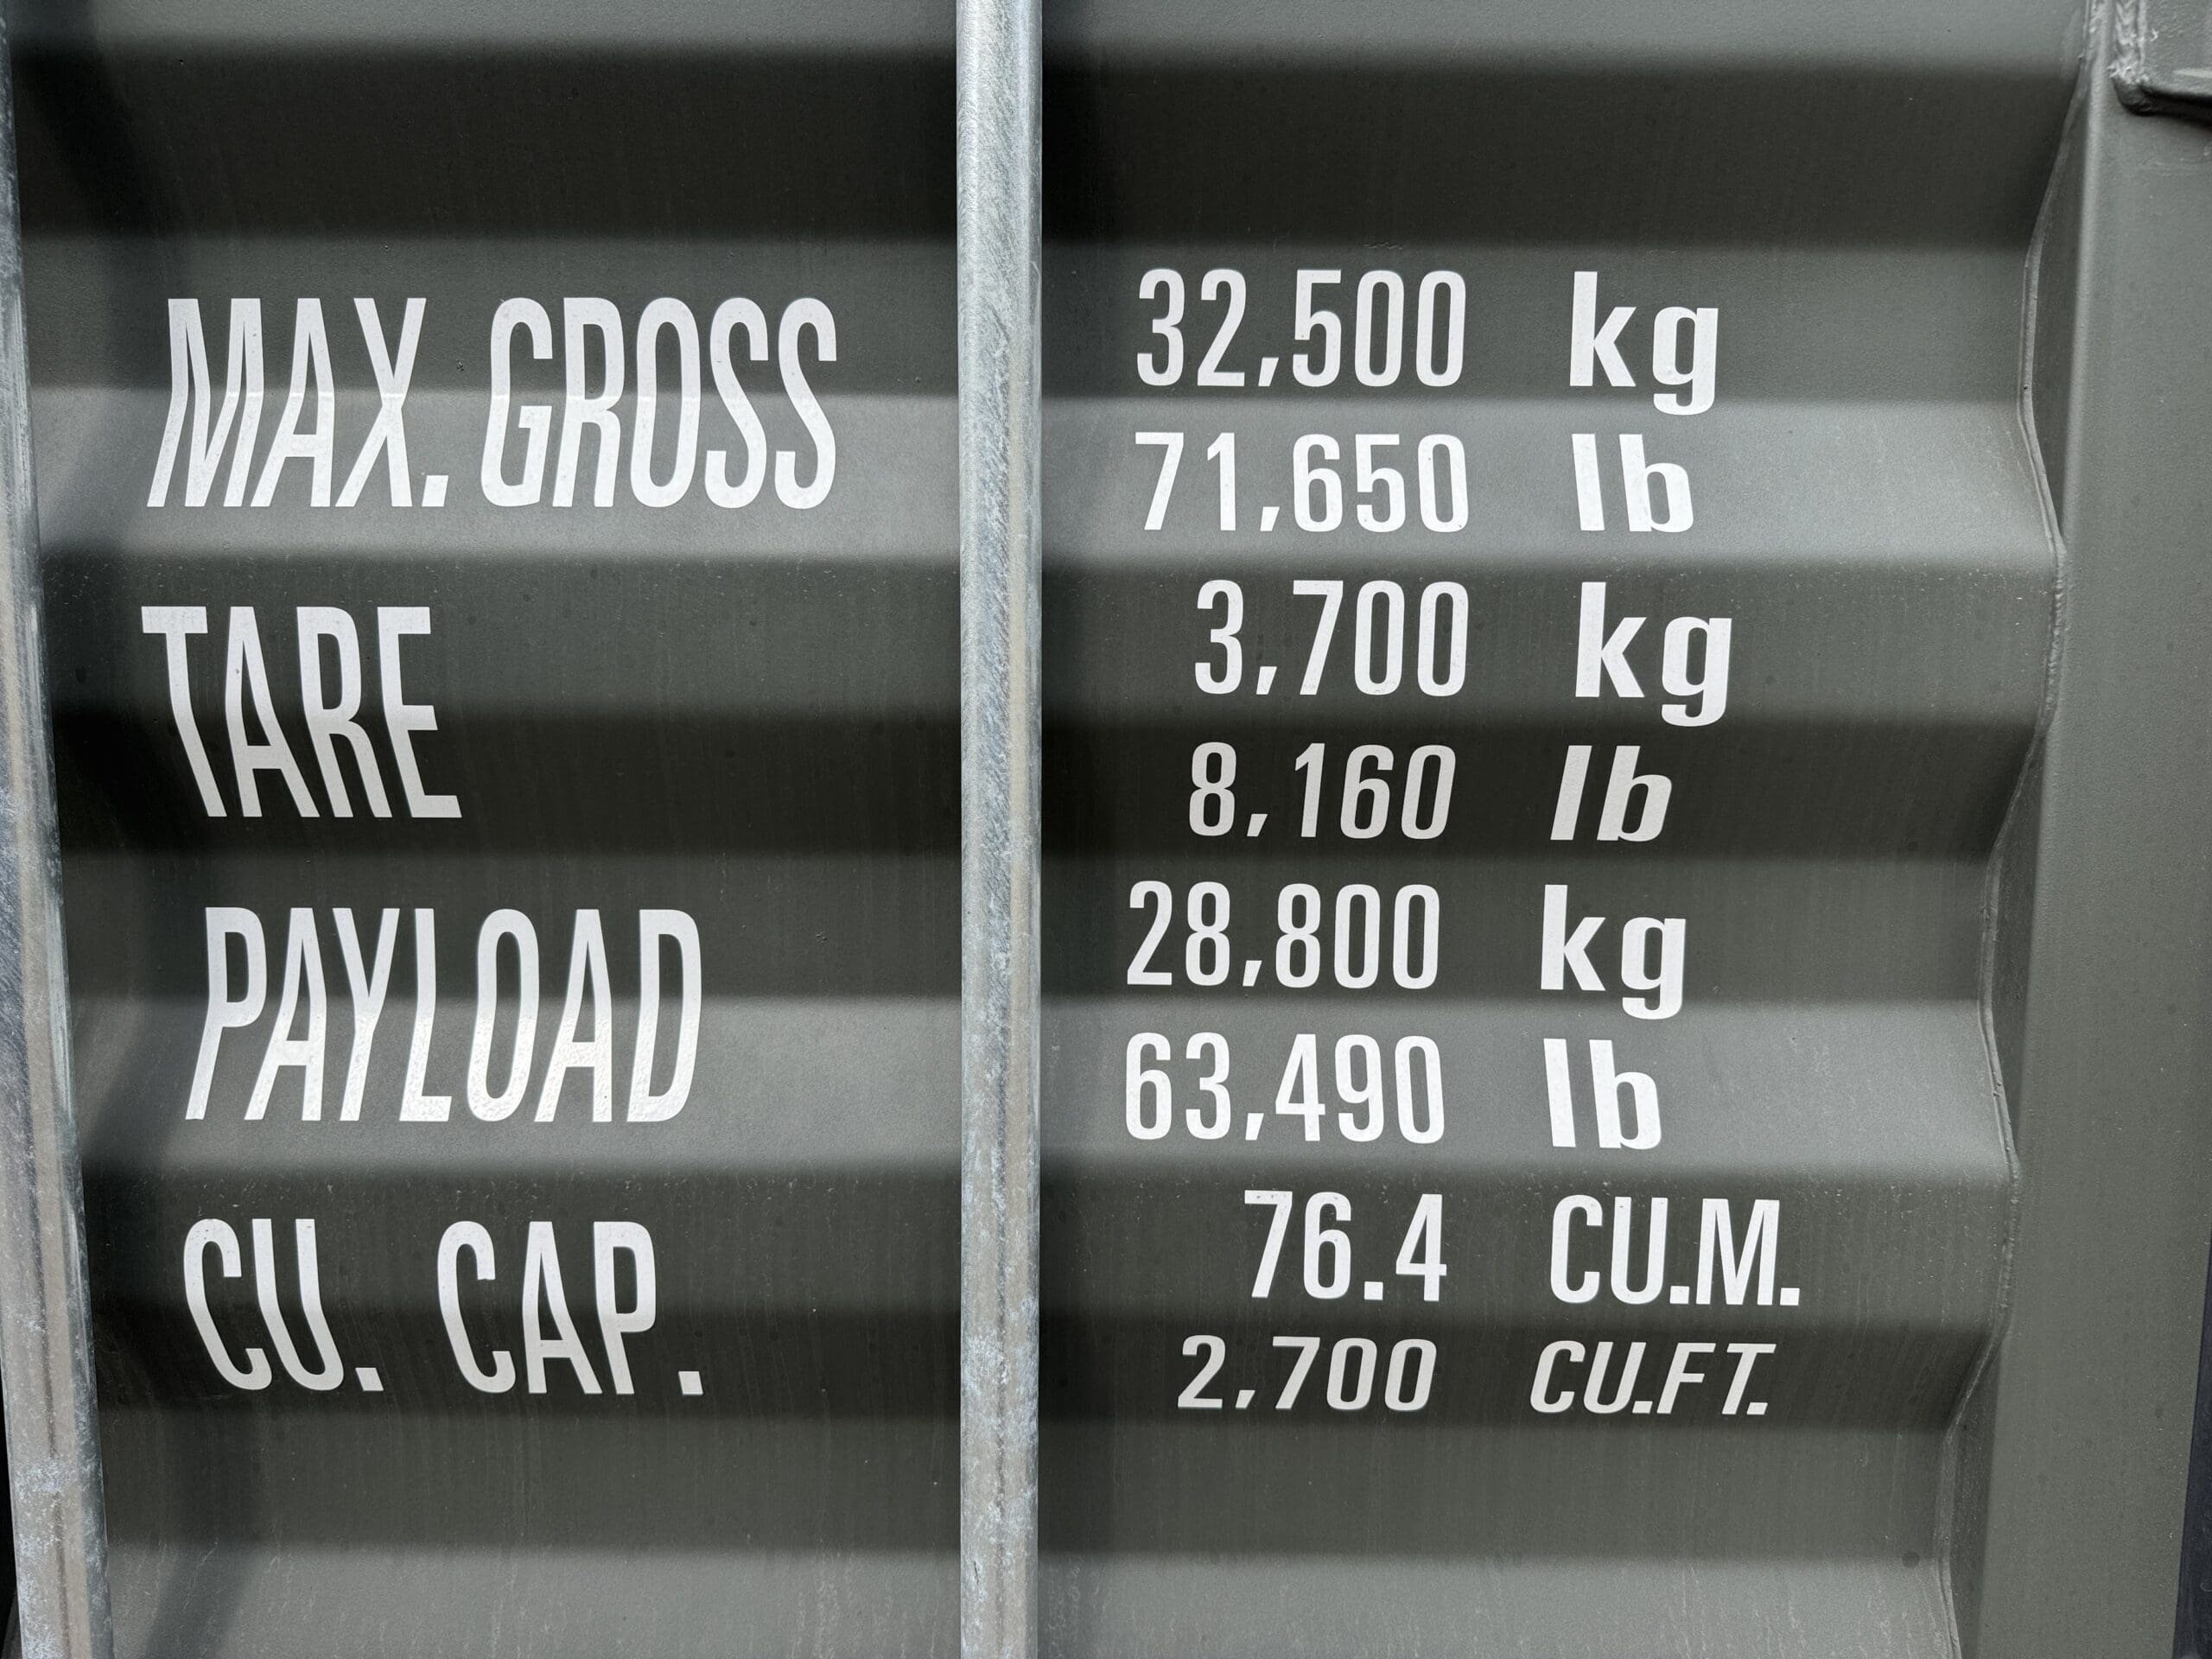 MAX. GROSS 32,500 kg
71,650 lb
TARE 3,700 kg
8,160 lb
PAYLOAD 28,800 kg
63,490 lb
CU. CAP. 76.4 CU.M.
2,700 CU.FT.